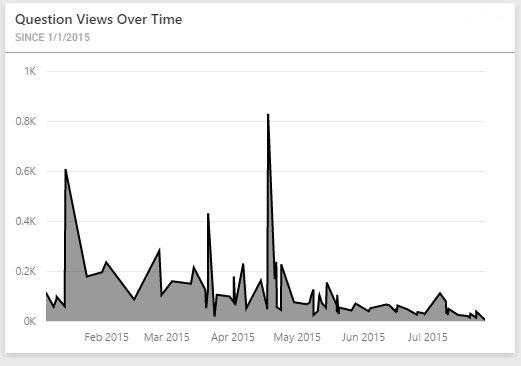 Question Views Over Time
SINCE 1/1/2015
1K
0.8K
0.6K
0.4K
0.2K
0K
Feb 2015 Mar 2015 Apr 2015 May 2015 Jun 2015 Jul 2015